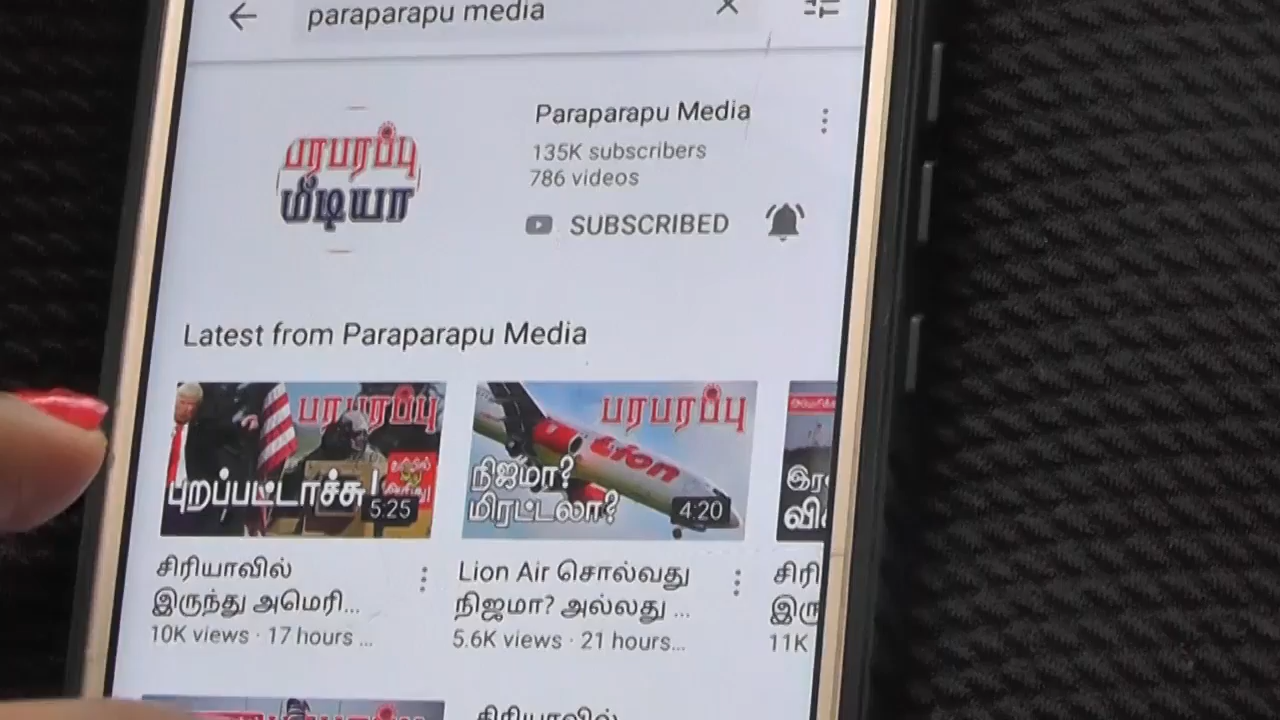 paraparapu media
பரபரப்பு
மீடியா
Paraparapu Media
135K subscribers
786 videos
SUBSCRIBED
Latest from Paraparapu Media
பரபரப்பு
புறப்பட்டாச்சு!
5:25
பரபரப்பு
Lion
நிஜமா?
மிரட்டலா?
4:20
சிரியாவில்
இருந்து அமெரி...
10K views · 17 hours ...
Lion Air சொல்வது
நிஜமா? அல்லது ...
5.6K views · 21 hours...
சிரி
11K
சிரியாவில்